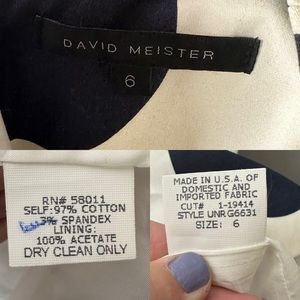 DAVID MEISTER
6
RN# 58011
SELF: 97% COTTON
3% SPANDEX
LINING:
100% ACETATE
DRY CLEAN ONLY
MADE IN U.S.A. OF
DOMESTIC AND
IMPORTED FABRIC
CUT# 1-19414
STYLE UNRG6631
SIZE: 6